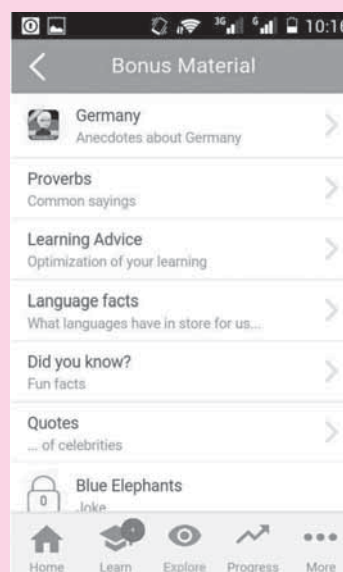 3G G 10:16
Bonus Material
Germany
Anecdotes about Germany
Proverbs
Common sayings
Learning Advice
Optimization of your learning
Language facts
What languages have in store for us...
Did you know?
Fun facts
Quotes
... of celebrities
0
Blue Elephants
Joke
Home Learn Explore Progress More